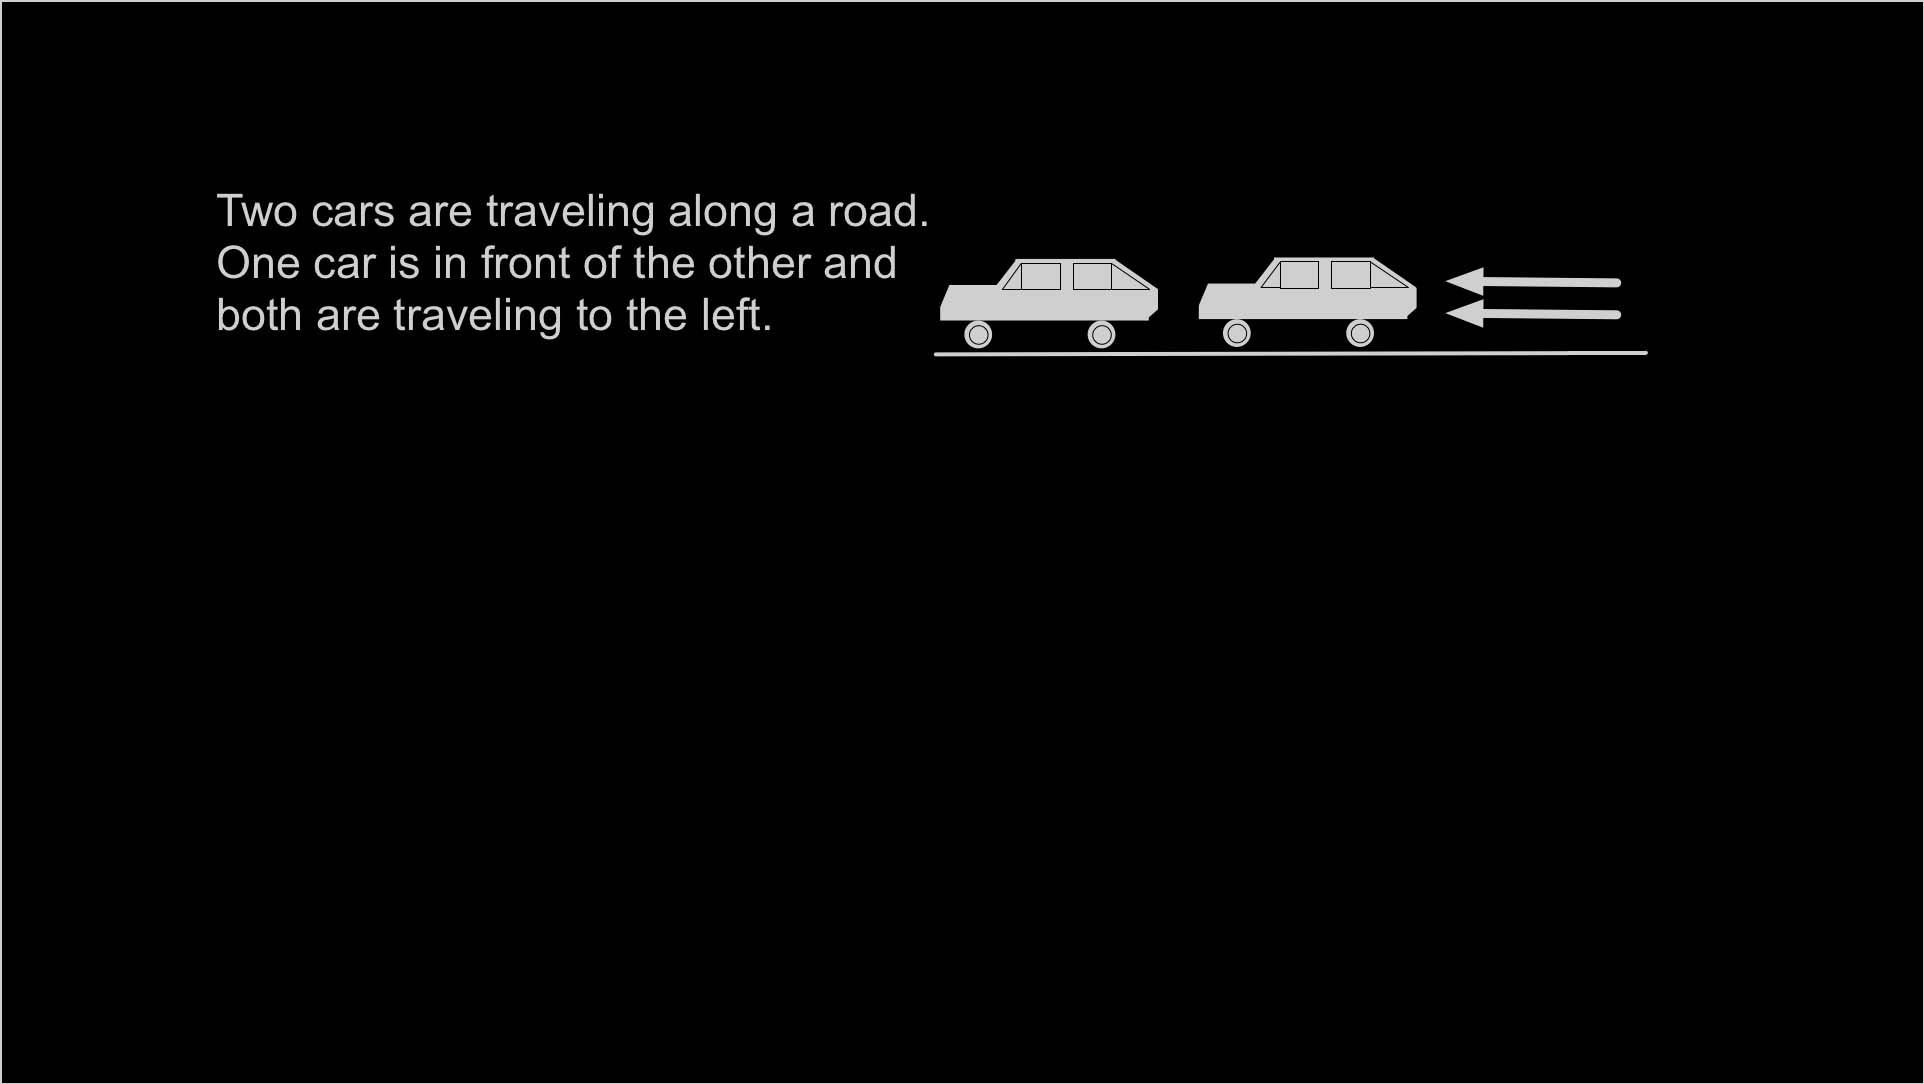 Two cars are traveling along a road.
One car is in front of the other and
both are traveling to the left.